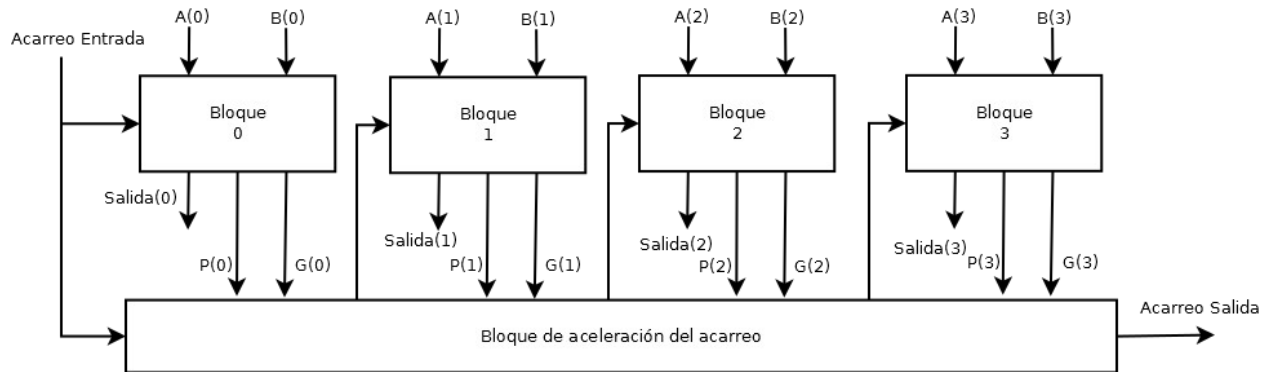 A(0) B(0) A(1) B(1) A(2) B(2) A(3) B(3)
Acarreo Entrada
Bloque
0
Bloque
1
Bloque
2
Bloque
3
Salida(0)
Salida(1)
Salida(2)
Salida(3)
P(0) G(0) P(1) G(1) P(2) G(2) P(3) G(3)
Acarreo Salida
Bloque de aceleración del acarreo